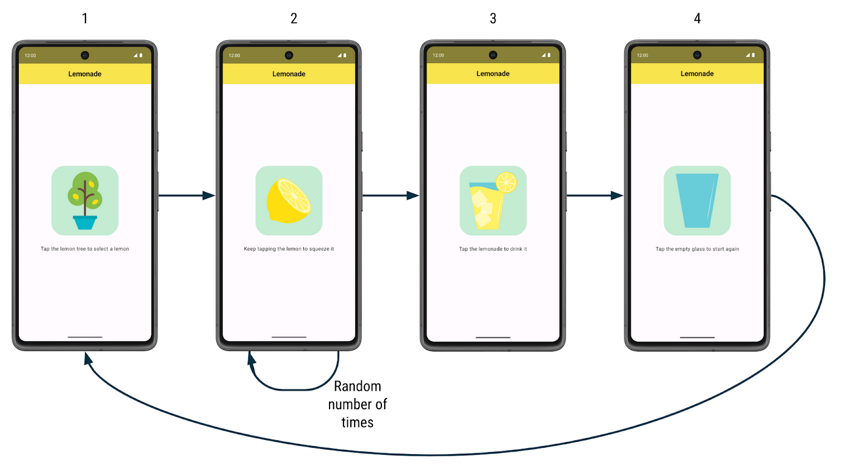 1
2
3
4
12:00
12:00
12:00
12:00
Lemonade
Lemonade
Lemonade
Lemonade
Tap the lemon tree to select a lemon
Keep tapping the lemon to squeeze it
Tap the lemonade to drink it
Tap the empty glass to start again
Random
number of
times